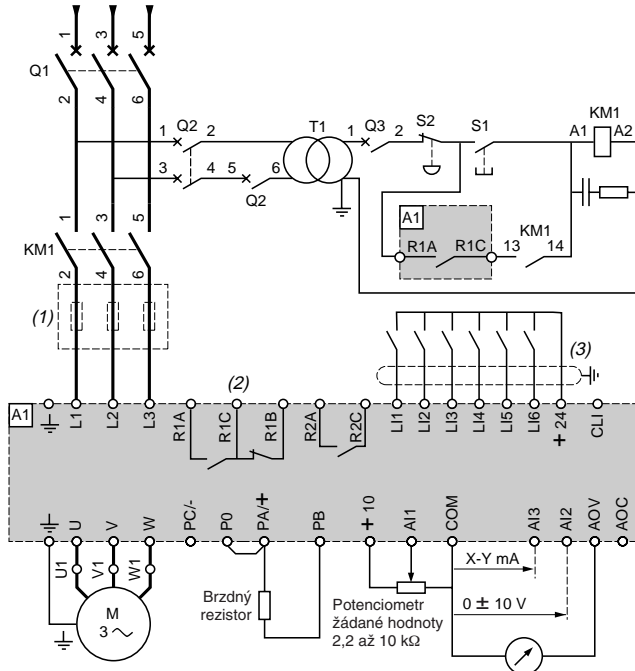 1 3 5
Q1
2 4 6
1 Q2 2 T1 1 Q3 2 S2 S1 A1 KM1 A2
3 4 5 6
Q2
A1
R1A R1C 13 KM1 14
1 3 5
KM1
2 4 6
(1)
(2)
(3)
A1
L1 L2 L3 R1A R1C R1B R2A R2C LI1 LI2 LI3 LI4 LI5 LI6 +24 CLI
U V W PC/- P0 PA/+ PB +10 AI1 COM AI3 AI2 AOV AOC
U1 V1 W1
X-Y mA
M
3
Brzdný
rezistor
Potenciometr
žádané hodnoty
2,2 až 10 kΩ
0 ± 10 V